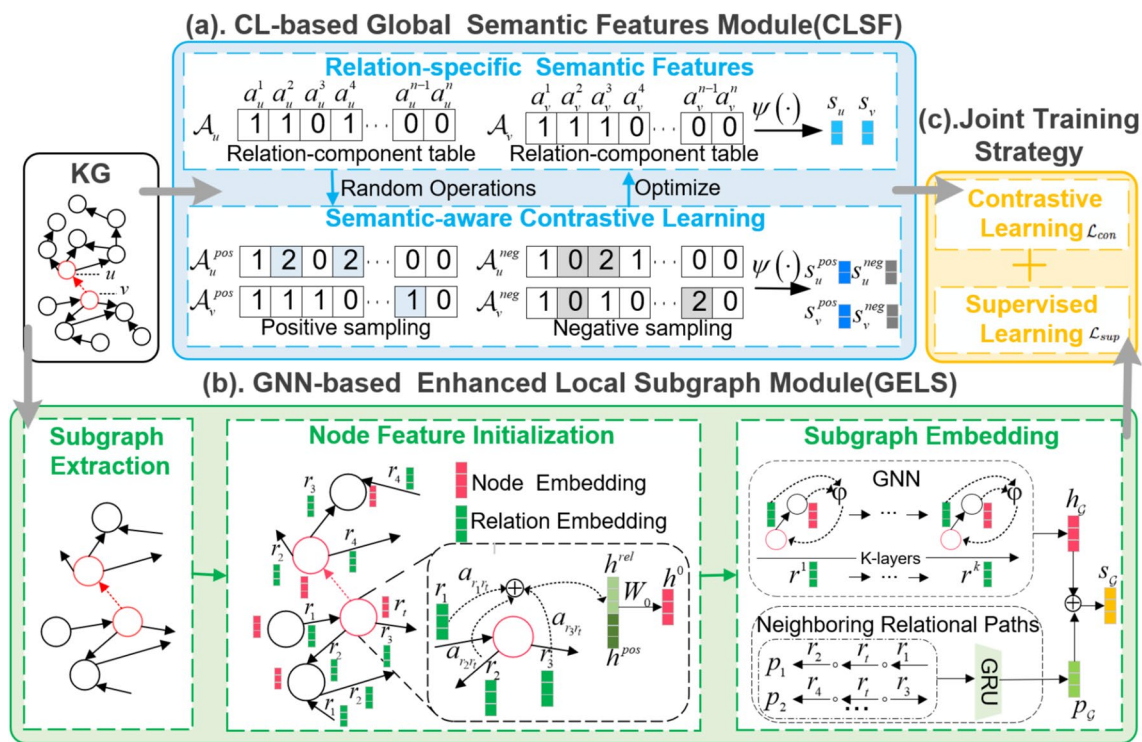 (a). CL-based Global Semantic Features Module(CLSF)
Relation-specific Semantic Features
a_u^1 a_u^2 a_u^3 a_u^4 a_u^{n-1} a_u^n
A_u 1 1 0 1 ... 0 0
Relation-component table
a_v^1 a_v^2 a_v^3 a_v^4 a_v^{n-1} a_v^n
A_v 1 1 1 0 ... 0 0
Relation-component table
ψ(·)
s_u s_v
Random Operations
Optimize
Semantic-aware Contrastive Learning
A_u^{pos} 1 2 0 2 ... 0 0
A_v^{pos} 1 1 1 0 ... 1 0
Positive sampling
A_u^{neg} 1 0 2 1 ... 0 0
A_v^{neg} 1 0 1 0 ... 2 0
Negative sampling
ψ(·)
s_u^{pos} s_u^{neg}
s_v^{pos} s_v^{neg}
KG
u
v
(c).Joint Training
Strategy
Contrastive
Learning L_con
+
Supervised
Learning L_sup
(b). GNN-based Enhanced Local Subgraph Module(GELS)
Subgraph
Extraction
Node Feature Initialization
r_3 r_4
r_2 r_4
r_1 r_t
r_2 r_3
r_1 r_2
Node Embedding
Relation Embedding
r_1 a_{r_1 r_t} ⊕
a_{r_2 r_t} a_{r_3 r_t}
r_2 r_3
h^{rel}
h^{pos}
W_0 h^0
Subgraph Embedding
GNN
φ ... φ
...
K-layers
r^1 ... r^k
...
Neighboring Relational Paths
p_1 r_2 ∘ r_t ∘ r_1
p_2 r_4 ∘ r_t ∘ r_3
...
GRU
h_G
⊕
s_G
p_G